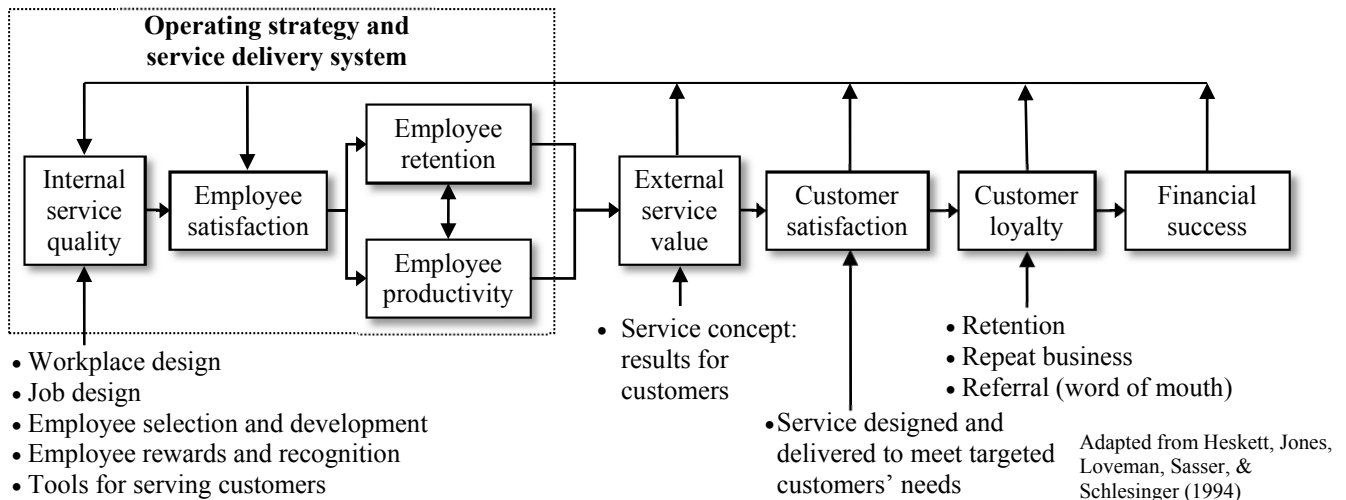 Operating strategy and
service delivery system
Internal
service
quality
Employee
satisfaction
Employee
retention
Employee
productivity
External
service
value
Customer
satisfaction
Customer
loyalty
Financial
success
• Workplace design
• Job design
• Employee selection and development
• Employee rewards and recognition
• Tools for serving customers
• Service concept:
results for
customers
• Service designed and
delivered to meet targeted
customers’ needs
• Retention
• Repeat business
• Referral (word of mouth)
Adapted from Heskett, Jones,
Loveman, Sasser, &
Schlesinger (1994)